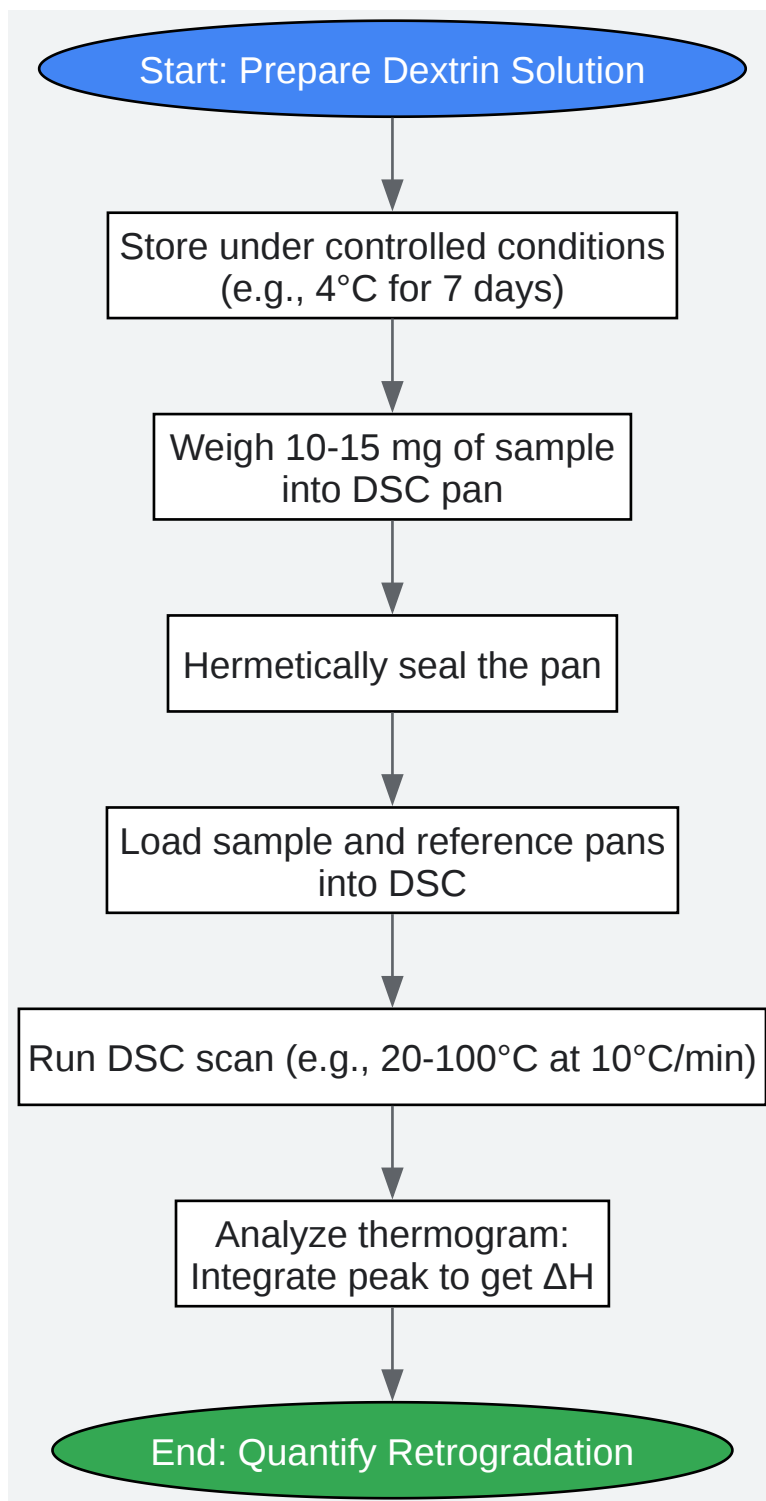 Start: Prepare Dextrin Solution
Store under controlled conditions
(e.g., 4°C for 7 days)
Weigh 10-15 mg of sample
into DSC pan
Hermetically seal the pan
Load sample and reference pans
into DSC
Run DSC scan (e.g., 20-100°C at 10°C/min)
Analyze thermogram:
Integrate peak to get ΔH
End: Quantify Retrogradation